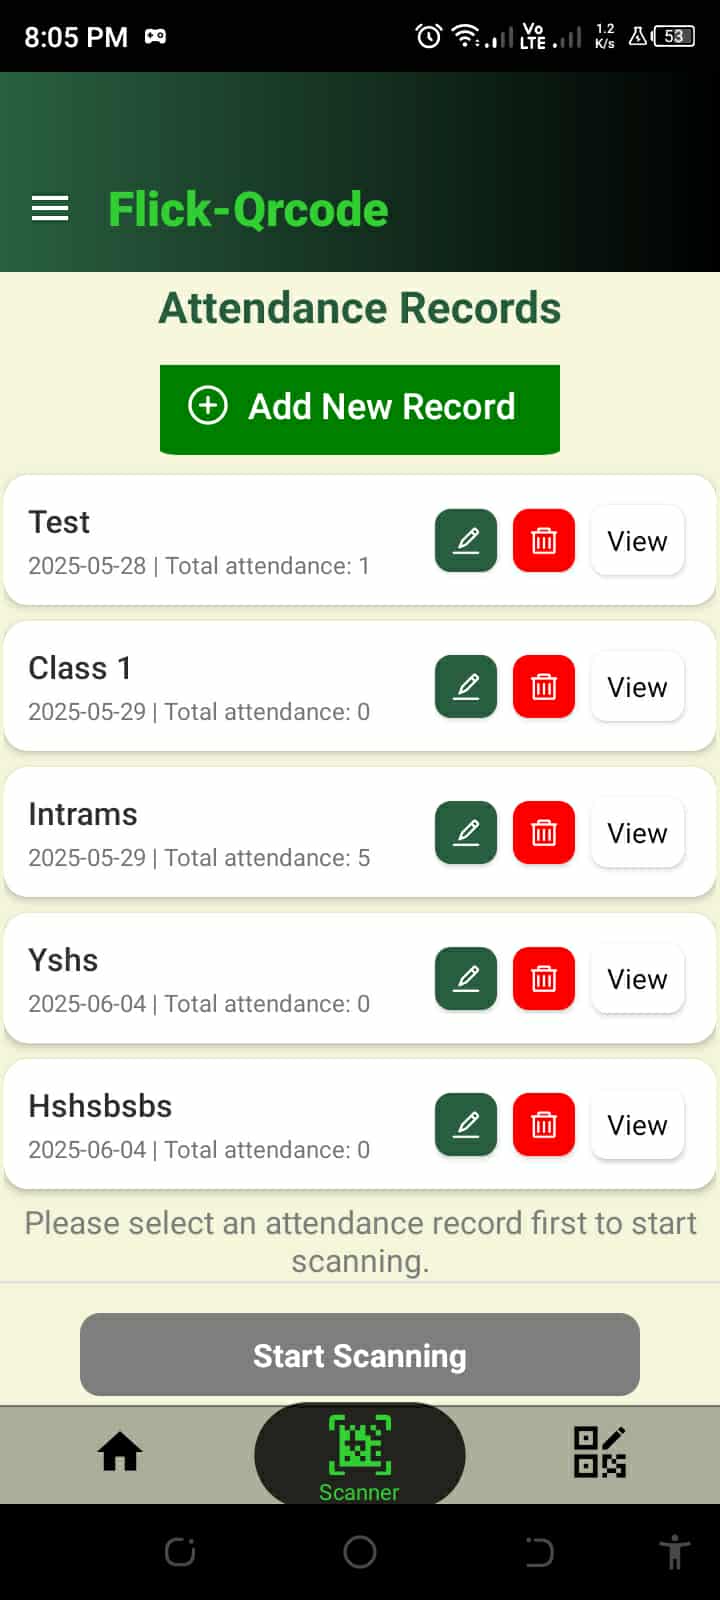 8:05 PM
Vo LTE
1.2 K/s
53
Flick-Qrcode
Attendance Records
Add New Record
Test
2025-05-28 | Total attendance: 1
View
Class 1
2025-05-29 | Total attendance: 0
View
Intrams
2025-05-29 | Total attendance: 5
View
Yshs
2025-06-04 | Total attendance: 0
View
Hshsbsbs
2025-06-04 | Total attendance: 0
View
Please select an attendance record first to start
scanning.
Start Scanning
Scanner